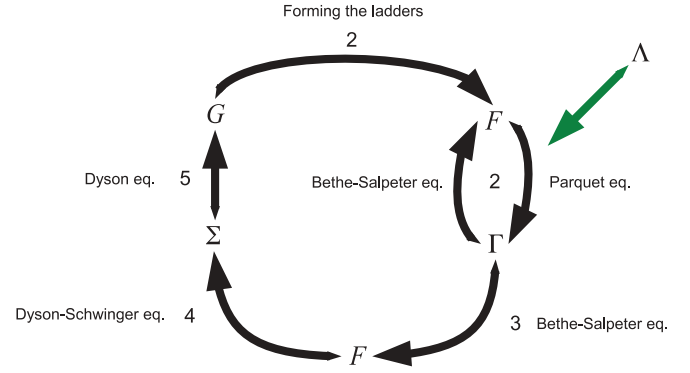 Forming the ladders
2
Λ
G
F
Dyson eq. 5
Bethe-Salpeter eq. 2 Parquet eq.
Σ
Γ
Dyson-Schwinger eq. 4
3 Bethe-Salpeter eq.
F